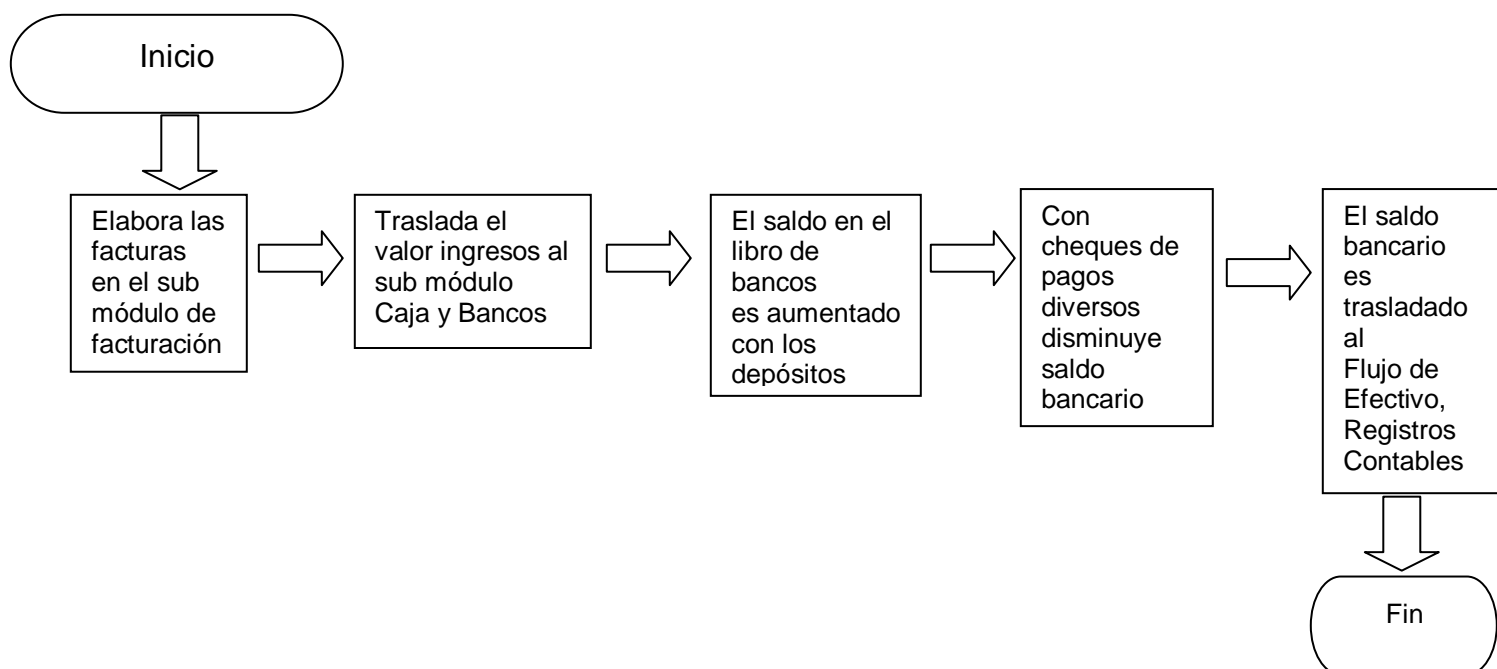 Inicio
Elabora las
facturas
en el sub
módulo de
facturación
Traslada el
valor ingresos al
sub módulo
Caja y Bancos
El saldo en el
libro de
bancos
es aumentado
con los
depósitos
Con
cheques de
pagos
diversos
disminuye
saldo
bancario
El saldo
bancario
es
trasladado
al
Flujo de
Efectivo,
Registros
Contables
Fin